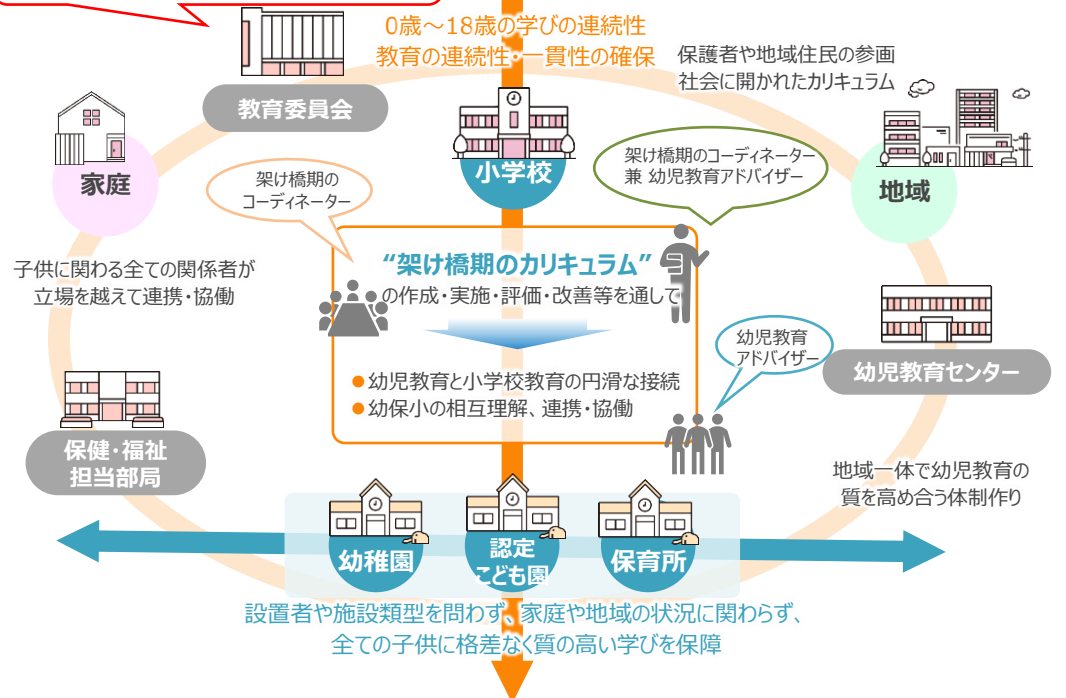 0歳～18歳の学びの連続性
教育の連続性・一貫性の確保
保護者や地域住民の参画
社会に開かれたカリキュラム
教育委員会
家庭
小学校
地域
架け橋期の
コーディネーター
架け橋期のコーディネーター
兼 幼児教育アドバイザー
子供に関わる全ての関係者が
立場を越えて連携・協働
“架け橋期のカリキュラム”
の作成・実施・評価・改善等を通して
幼児教育
アドバイザー
幼児教育センター
●幼児教育と小学校教育の円滑な接続
●幼保小の相互理解、連携・協働
保健・福祉
担当部局
地域一体で幼児教育の
質を高め合う体制作り
幼稚園
認定
こども園
保育所
設置者や施設類型を問わず、家庭や地域の状況に関わらず、
全ての子供に格差なく質の高い学びを保障